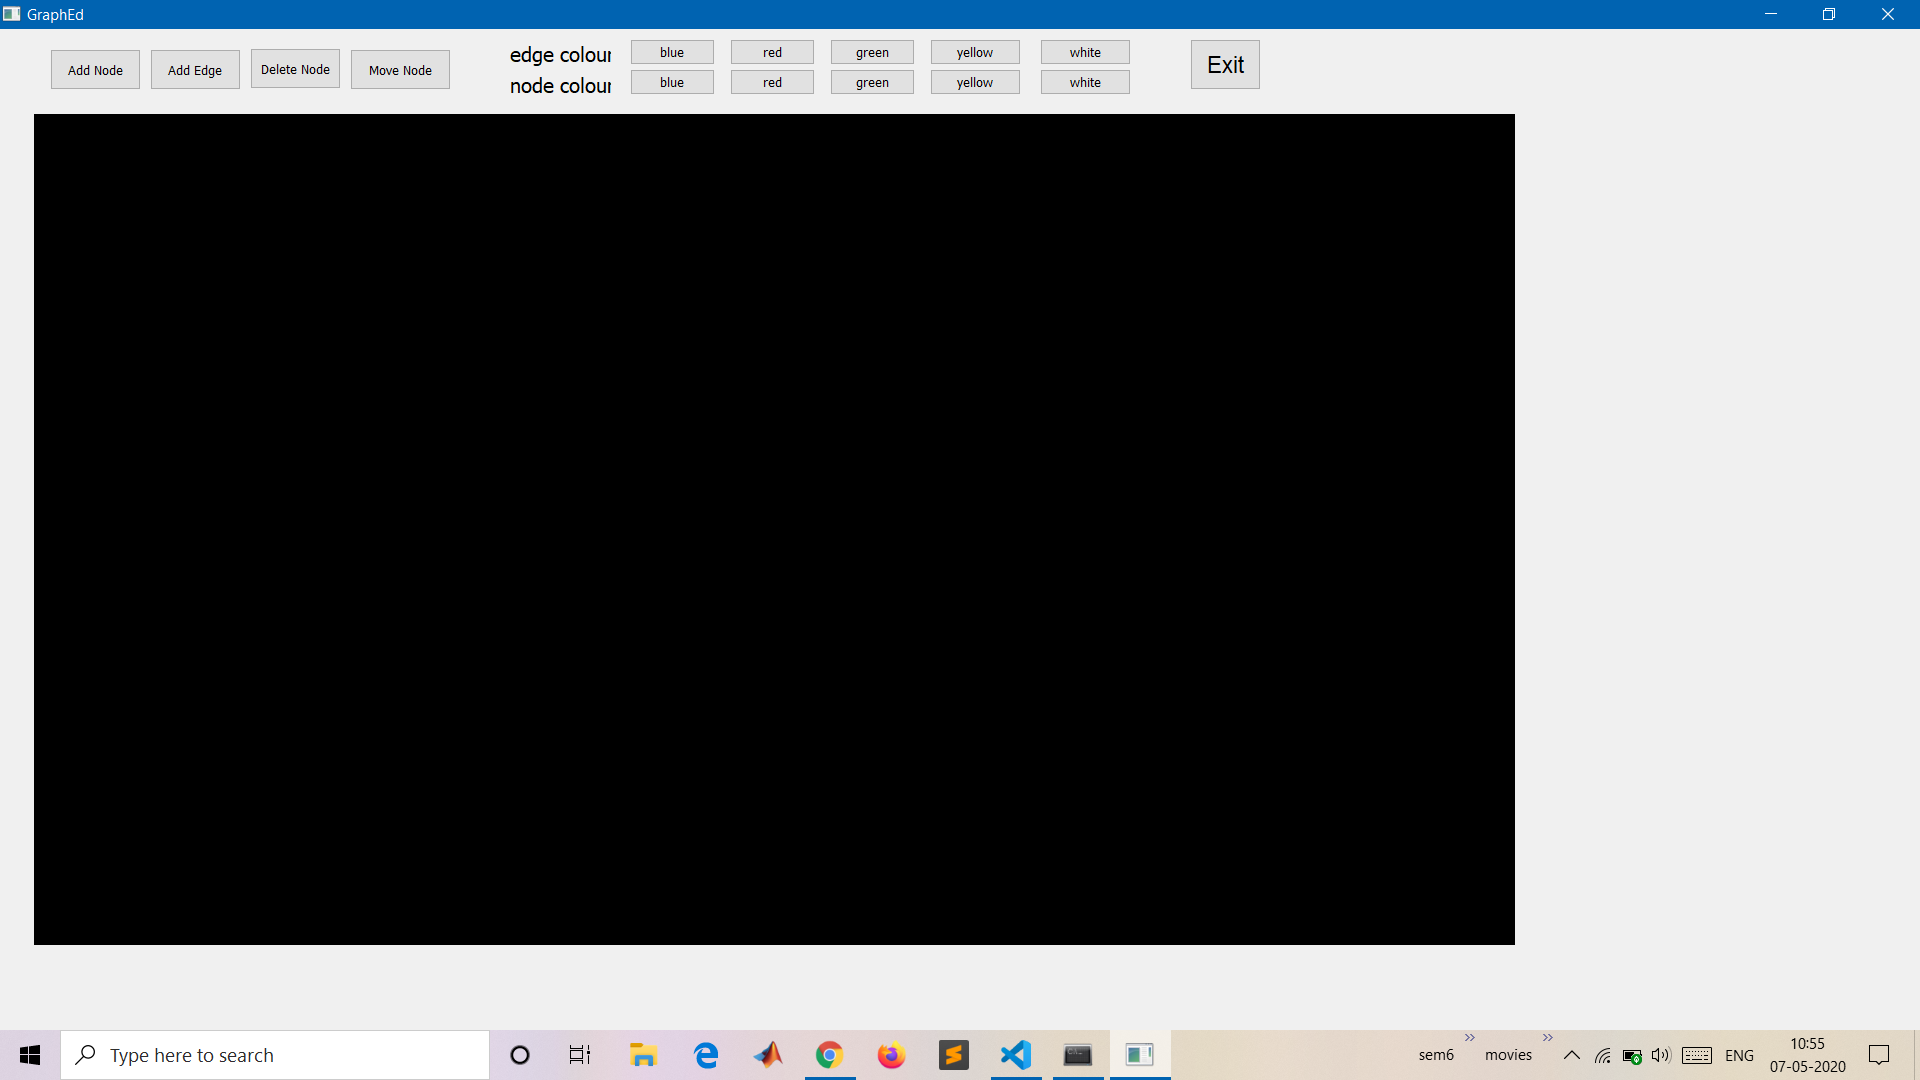 GraphEd
Add Node Add Edge Delete Node Move Node
edge colour blue red green yellow white Exit
node colour blue red green yellow white
Type here to search
sem6 movies ENG 10:55
07-05-2020